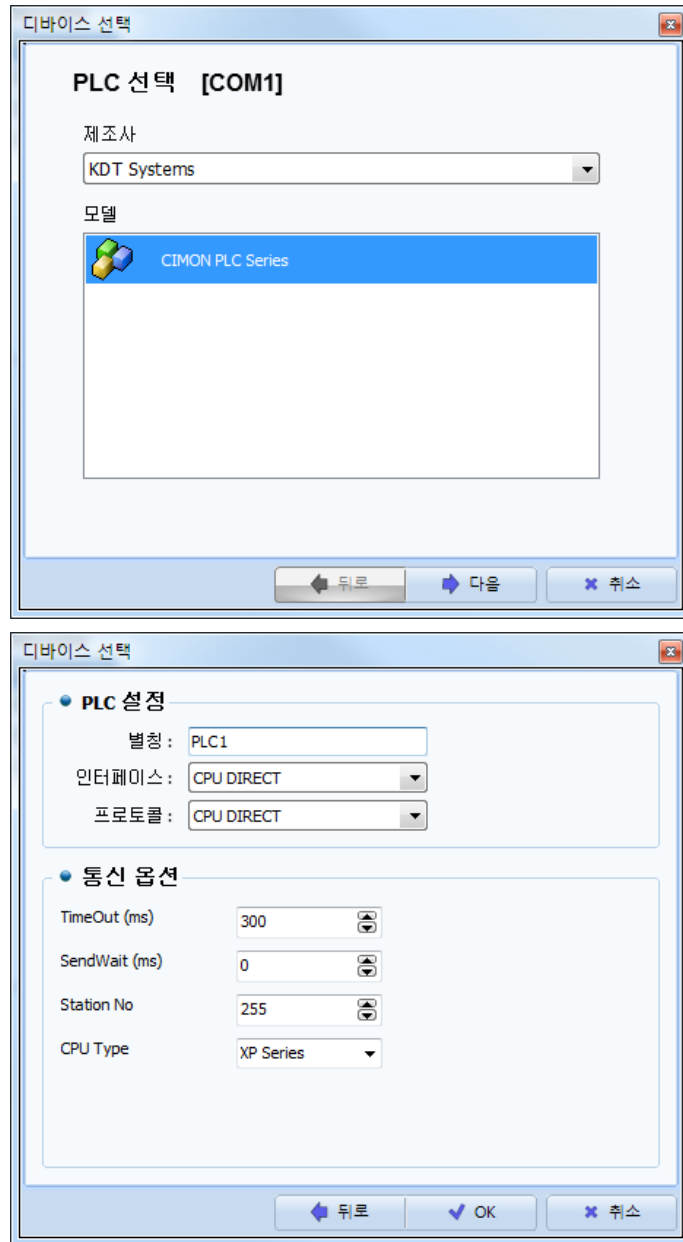 디바이스 선택
PLC 선택 [COM1]
제조사
KDT Systems
모델
CIMON PLC Series
뒤로
다음
취소
디바이스 선택
PLC 설정
별칭 : PLC1
인터페이스 : CPU DIRECT
프로토콜 : CPU DIRECT
통신 옵션
TimeOut (ms) 300
SendWait (ms) 0
Station No 255
CPU Type XP Series
뒤로
OK
취소